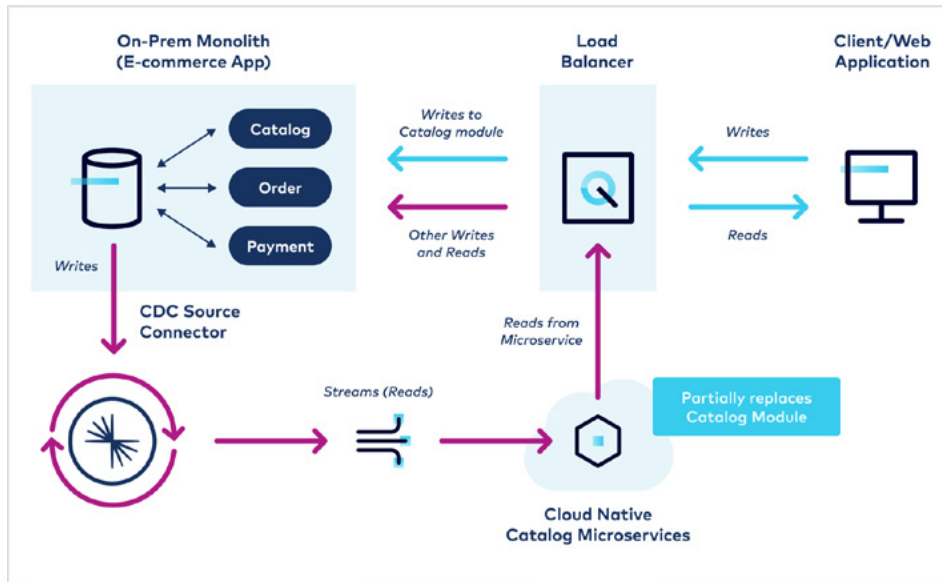 On-Prem Monolith
(E-commerce App)
Load
Balancer
Client/Web
Application
Catalog
Order
Payment
Writes to
Catalog module
Other Writes
and Reads
Writes
Reads
Writes
CDC Source
Connector
Reads from
Microservice
Streams (Reads)
Partially replaces
Catalog Module
Cloud Native
Catalog Microservices